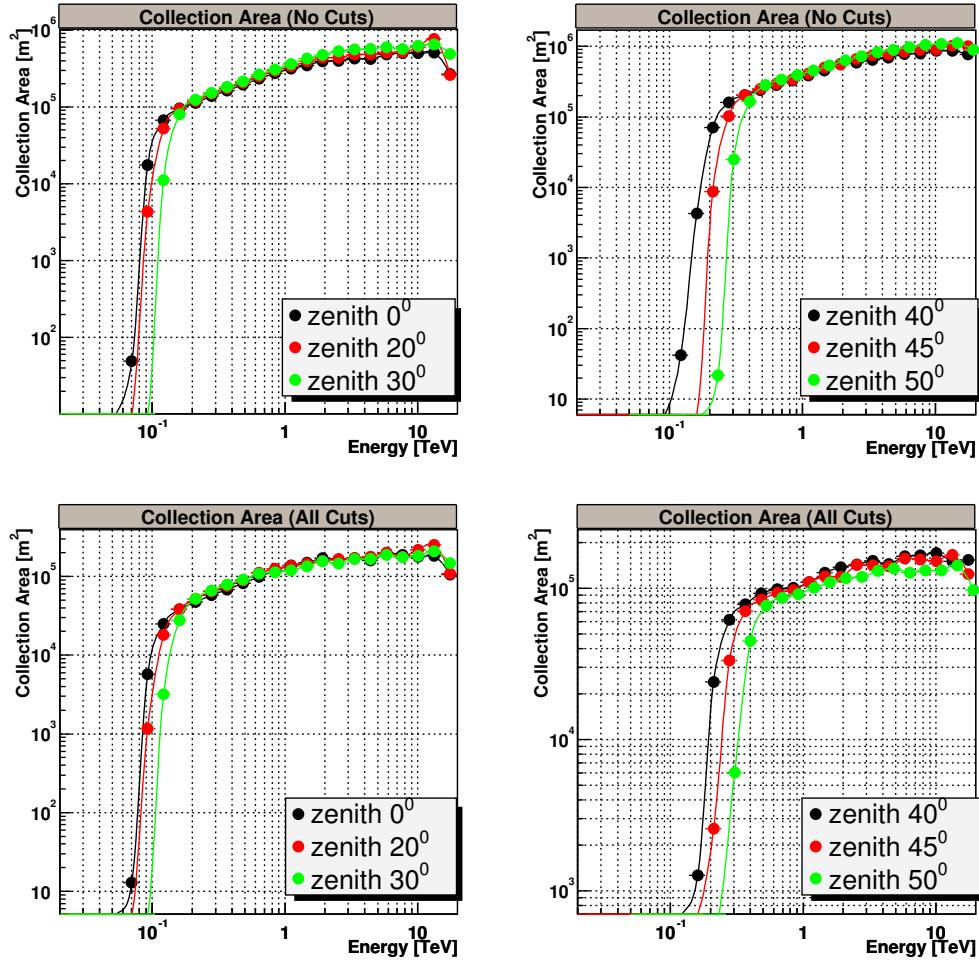 Collection Area (No Cuts)
Collection Area [m²]
10⁶
10⁵
10⁴
10³
10²
zenith 0⁰
zenith 20⁰
zenith 30⁰
10⁻¹
1
10
Energy [TeV]
Collection Area (No Cuts)
Collection Area [m²]
10⁶
10⁵
10⁴
10³
10²
10
zenith 40⁰
zenith 45⁰
zenith 50⁰
10⁻¹
1
10
Energy [TeV]
Collection Area (All Cuts)
Collection Area [m²]
10⁵
10⁴
10³
10²
10
zenith 0⁰
zenith 20⁰
zenith 30⁰
10⁻¹
1
10
Energy [TeV]
Collection Area (All Cuts)
Collection Area [m²]
10⁵
10⁴
10³
zenith 40⁰
zenith 45⁰
zenith 50⁰
10⁻¹
1
10
Energy [TeV]